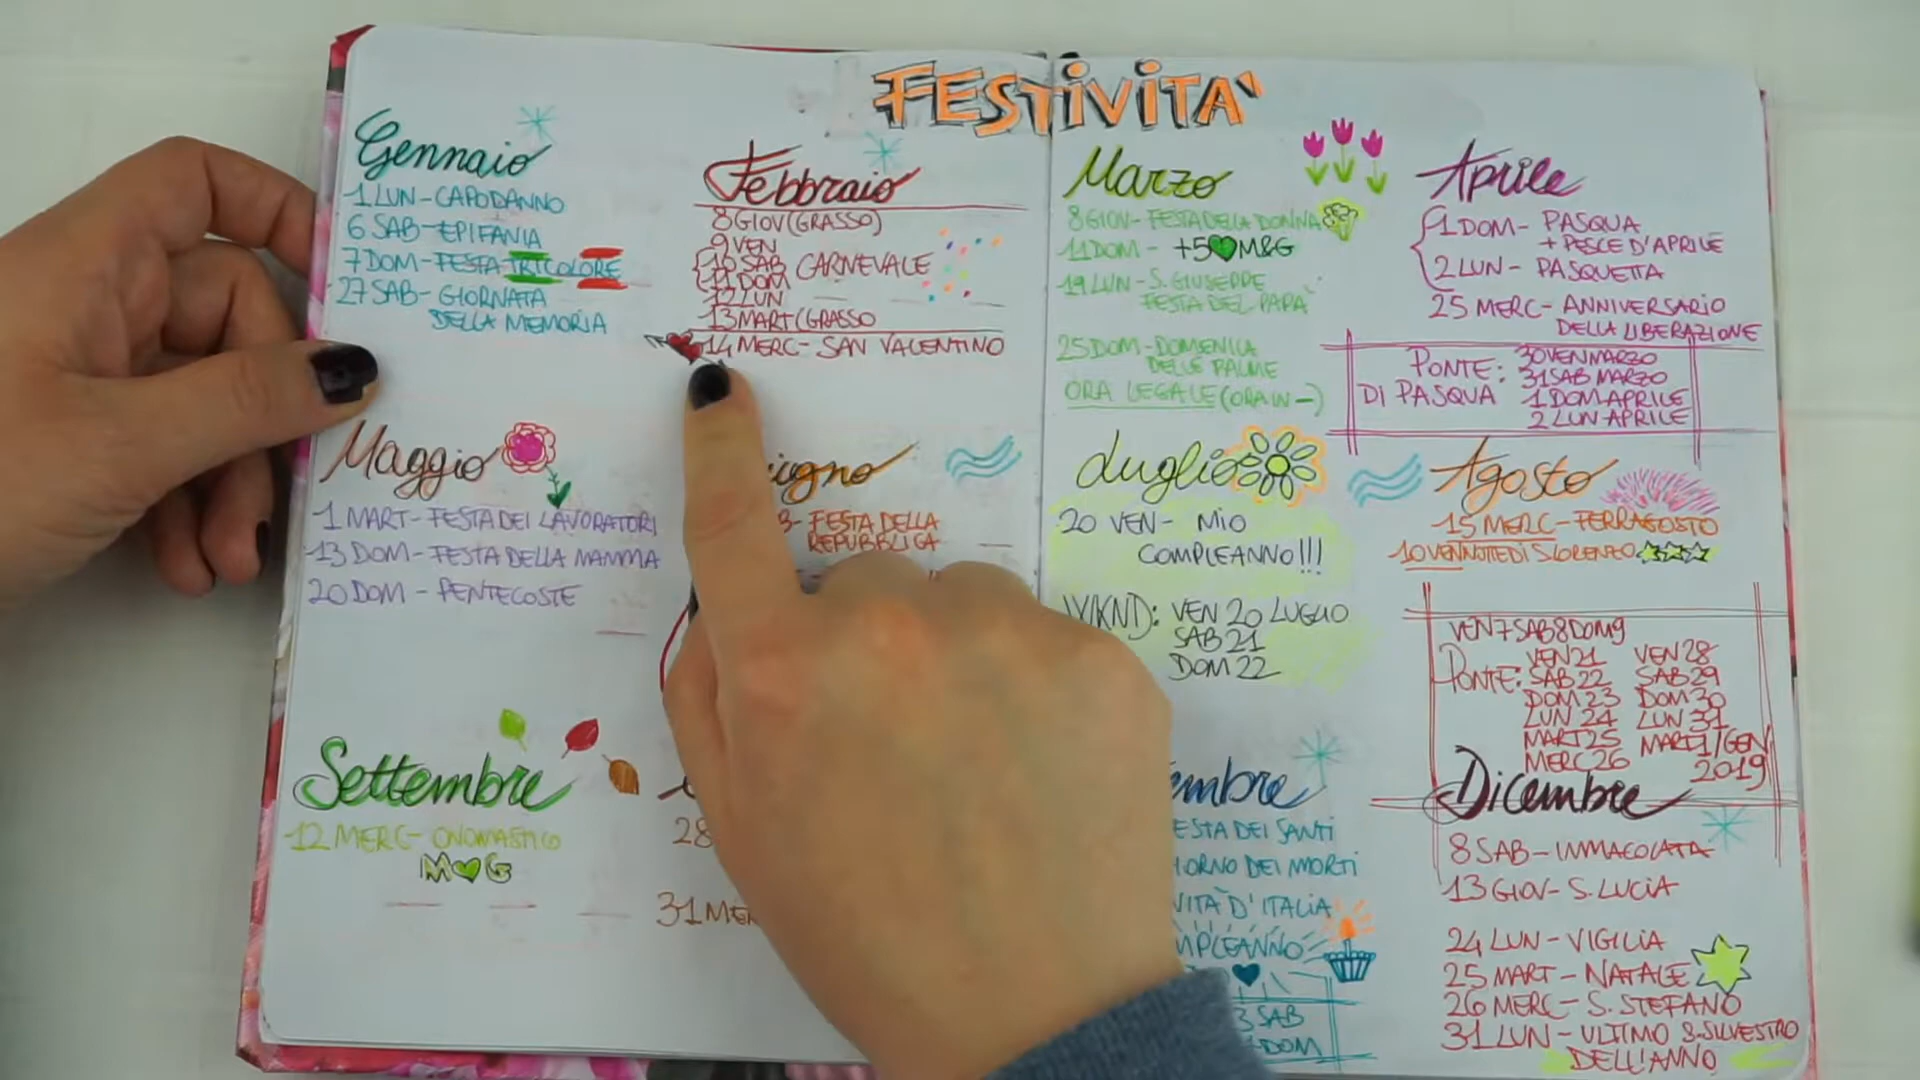 FESTIVITA'
Gennaio
1 LUN - CAPODANNO
6 SAB - EPIFANIA
7 DOM - FESTA TRICOLORE
27 SAB - GIORNATA
DELLA MEMORIA
Febbraio
8 GIOV (GRASSO)
9 VEN
10 SAB CARNEVALE
11 DOM
12 LUN
13 MART (GRASSO
14 MERC - SAN VALENTINO
Marzo
8 GIOV - FESTA DELLA DONNA
11 DOM - +5 M&G
19 LUN - S. GIUSEPPE
FESTA DEL PAPA'
25 DOM - DOMENICA
DELLE PALME
ORA LEGALE (ORA IN -)
Aprile
1 DOM - PASQUA
+ PESCE D'APRILE
2 LUN - PASQUETTA
25 MERC - ANNIVERSARIO
DELLA LIBERAZIONE
PONTE: 30 VEN MARZO
DI PASQUA 31 SAB MARZO
1 DOM APRILE
2 LUN APRILE
Maggio
1 MART - FESTA DEI LAVORATORI
13 DOM - FESTA DELLA MAMMA
20 DOM - PENTECOSTE
iugno
B - FESTA DELLA
REPUBBLICA
Luglio
20 VEN - MIO
COMPLEANNO!!!
WKND: VEN 20 LUGLIO
SAB 21
DOM 22
Agosto
15 MERC - FERRAGOSTO
10 VEN NOTTE DI S. LORENZO
Settembre
12 MERC - ONOMASTICO
M G
28
31 MER
embre
ESTA DEI SANTI
IORNO DEI MORTI
VITÀ D'ITALIA
MPLEANNO
3 SAB
DOM
VEN 7 SAB 8 DOM 9
VEN 21 VEN 28
PONTE: SAB 22 SAB 29
DOM 23 DOM 30
LUN 24 LUN 31
MART 25 MART 1/GEN
MERC 26 2019
Dicembre
8 SAB - IMMACOLATA
13 GIOV - S. LUCIA
24 LUN - VIGILIA
25 MART - NATALE
26 MERC - S. STEFANO
31 LUN - ULTIMO S. SILVESTRO
DELL'ANNO